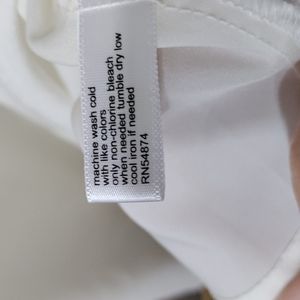 machine wash cold
with like colors
only non-chlorine bleach
when needed tumble dry low
cool iron if needed
RN54874